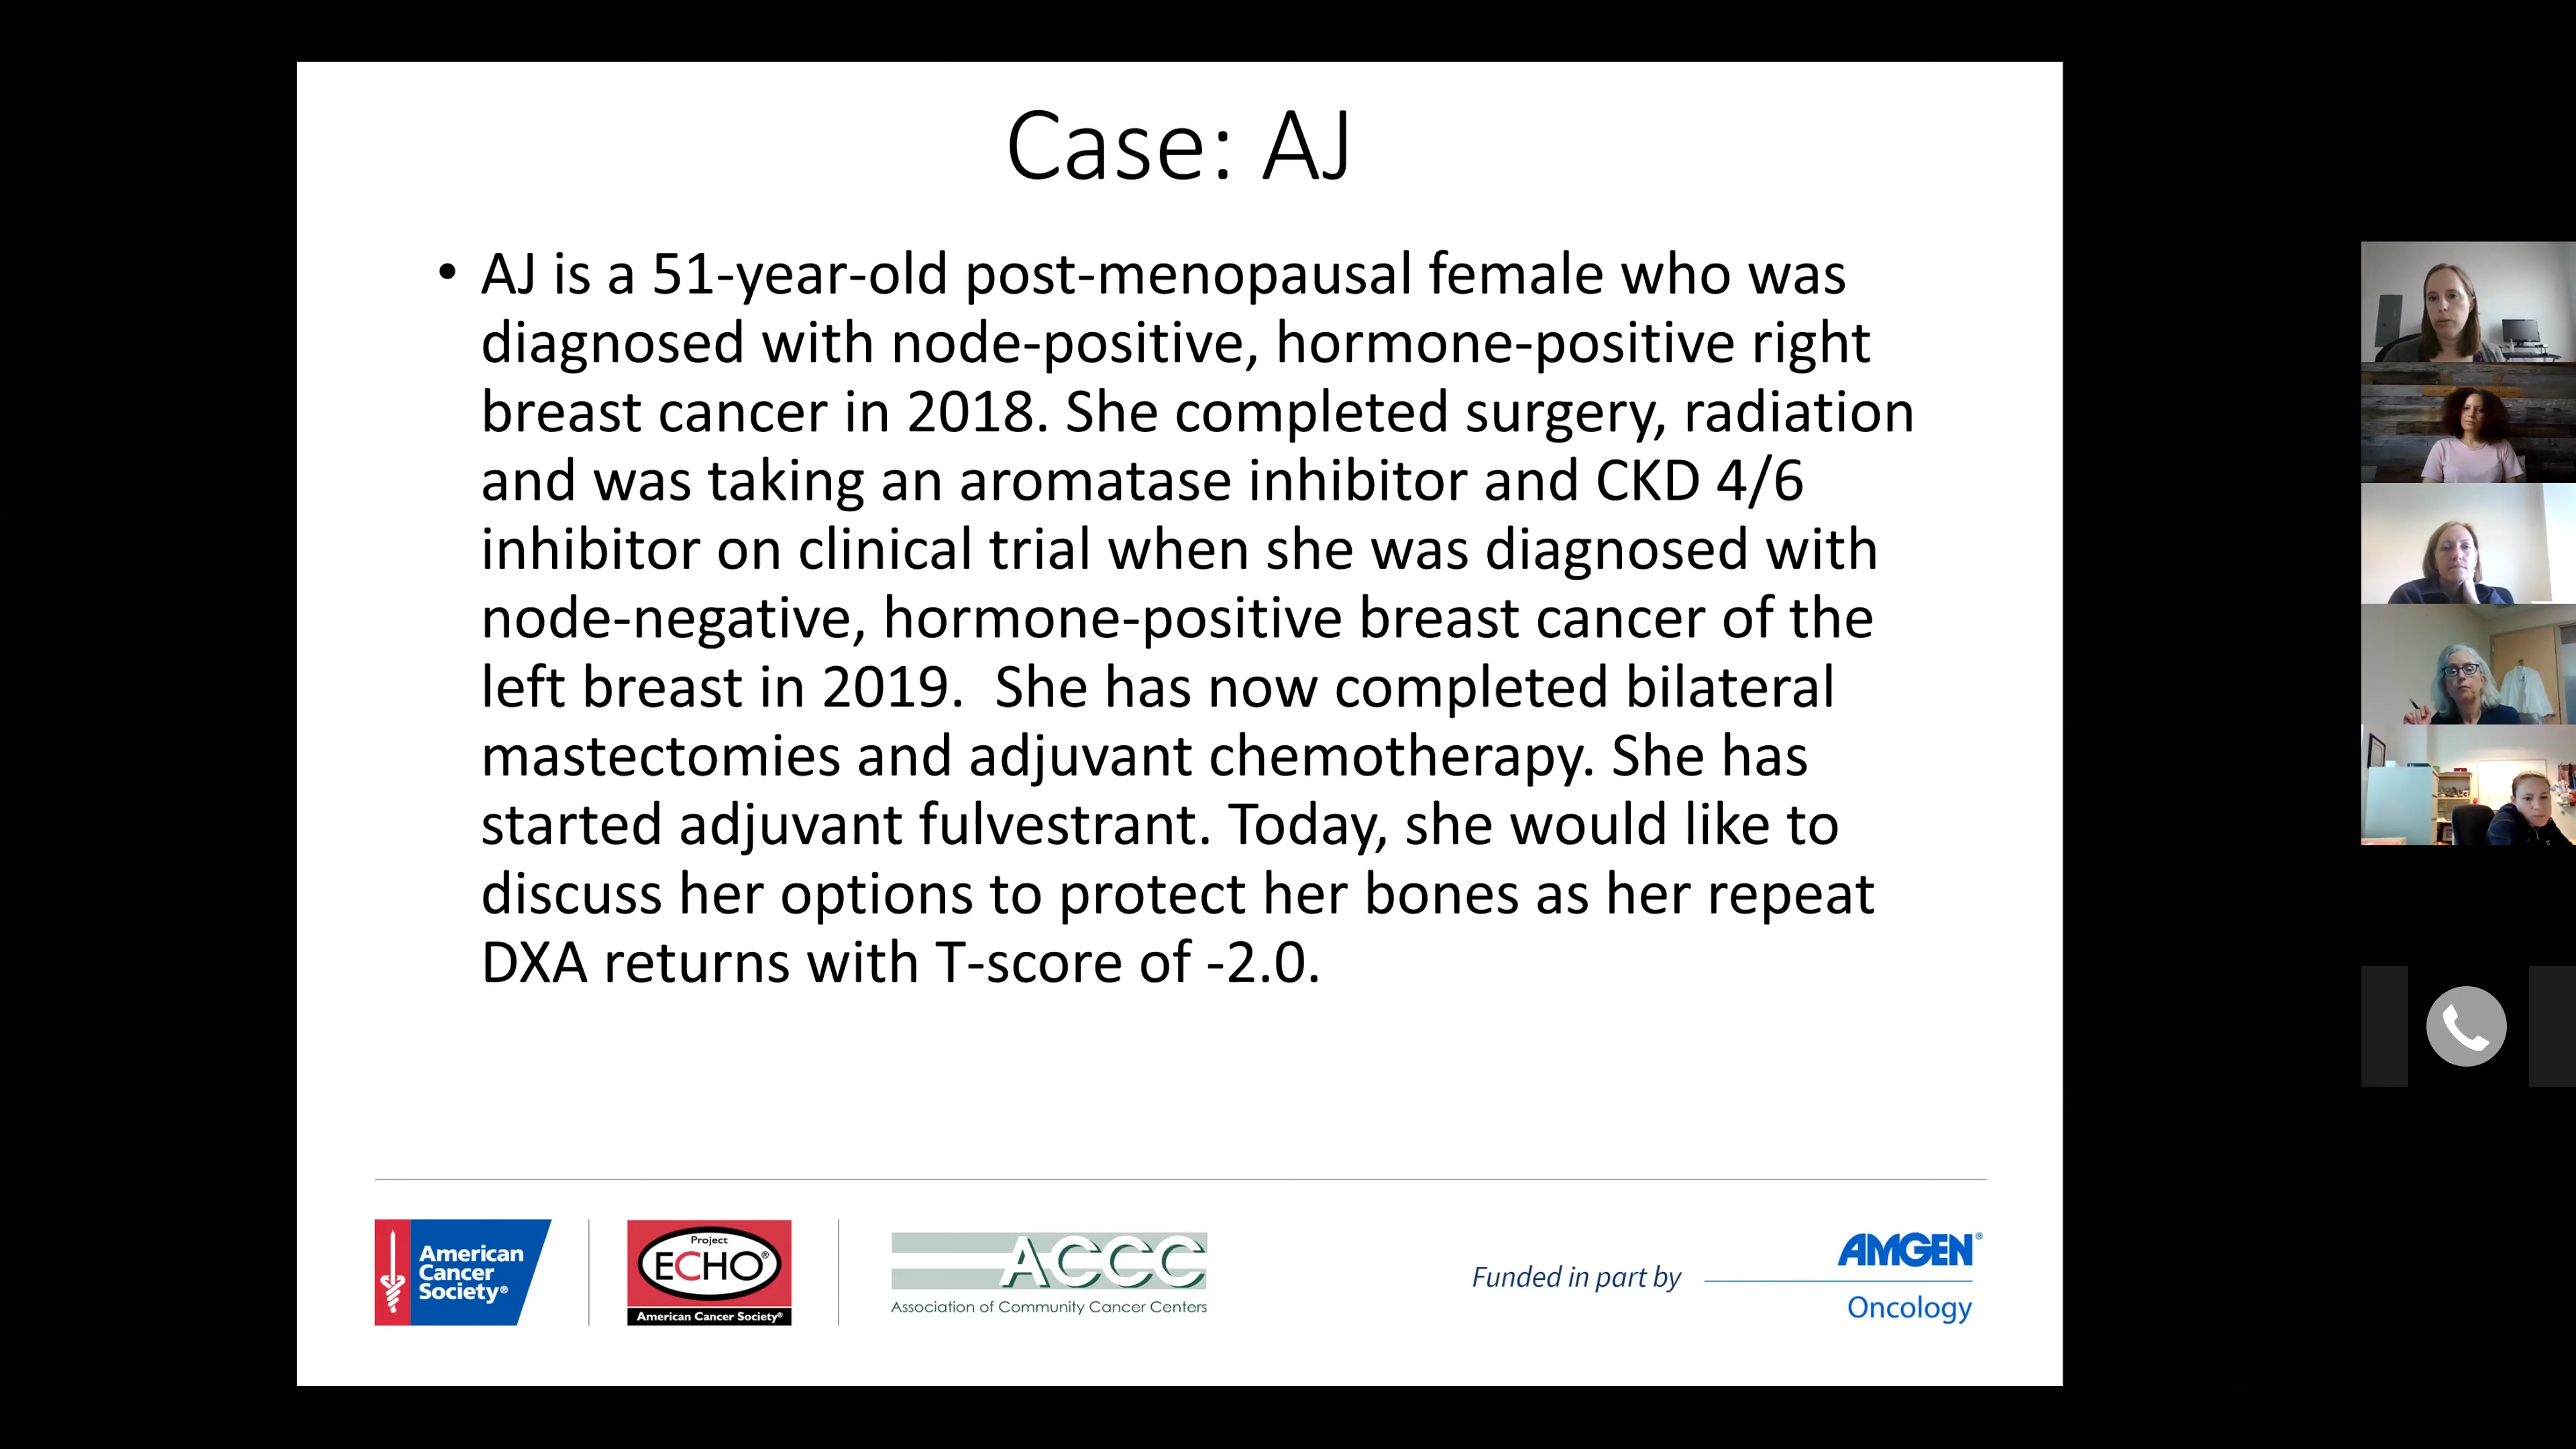 Case: AJ
• AJ is a 51-year-old post-menopausal female who was
diagnosed with node-positive, hormone-positive right
breast cancer in 2018. She completed surgery, radiation
and was taking an aromatase inhibitor and CKD 4/6
inhibitor on clinical trial when she was diagnosed with
node-negative, hormone-positive breast cancer of the
left breast in 2019.  She has now completed bilateral
mastectomies and adjuvant chemotherapy. She has
started adjuvant fulvestrant. Today, she would like to
discuss her options to protect her bones as her repeat
DXA returns with T-score of -2.0.
American
Cancer
Society®
Project
ECHO®
American Cancer Society®
ACCC
Association of Community Cancer Centers
Funded in part by
AMGEN®
Oncology